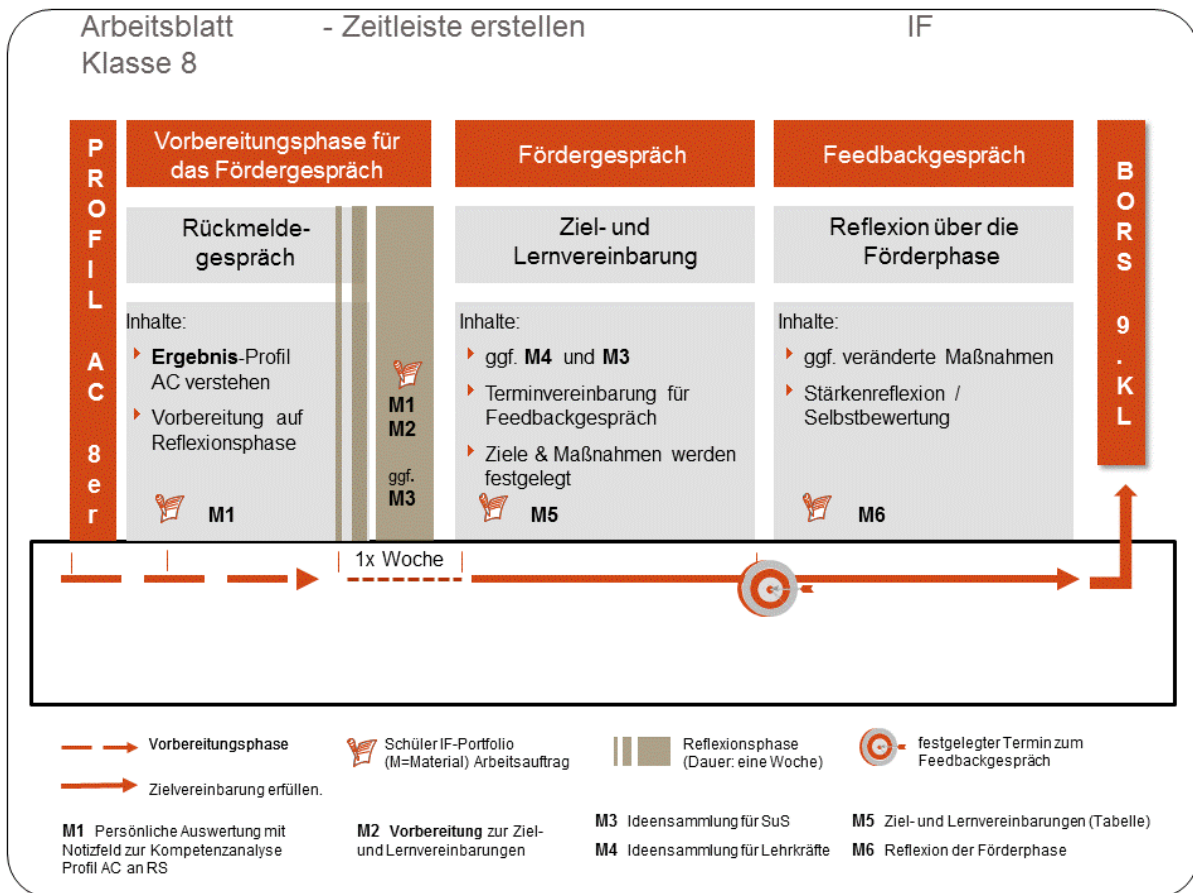 Arbeitsblatt - Zeitleiste erstellen IF
Klasse 8
PROFIL AC 8er
Vorbereitungsphase für
das Fördergespräch
Rückmelde-
gespräch
Inhalte:
Ergebnis-Profil
AC verstehen
Vorbereitung auf
Reflexionsphase
M1
M1
M2
ggf.
M3
Fördergespräch
Ziel- und
Lernvereinbarung
Inhalte:
ggf. M4 und M3
Terminvereinbarung für
Feedbackgespräch
Ziele & Maßnahmen werden
festgelegt
M5
Feedbackgespräch
Reflexion über die
Förderphase
Inhalte:
ggf. veränderte Maßnahmen
Stärkenreflexion /
Selbstbewertung
M6
BORS 9.KL
1x Woche
Vorbereitungsphase
Zielvereinbarung erfüllen.
Schüler IF-Portfolio
(M=Material) Arbeitsauftrag
Reflexionsphase
(Dauer: eine Woche)
festgelegter Termin zum
Feedbackgespräch
M1 Persönliche Auswertung mit
Notizfeld zur Kompetenzanalyse
Profil AC an RS
M2 Vorbereitung zur Ziel-
und Lernvereinbarungen
M3 Ideensammlung für SuS
M4 Ideensammlung für Lehrkräfte
M5 Ziel- und Lernvereinbarungen (Tabelle)
M6 Reflexion der Förderphase